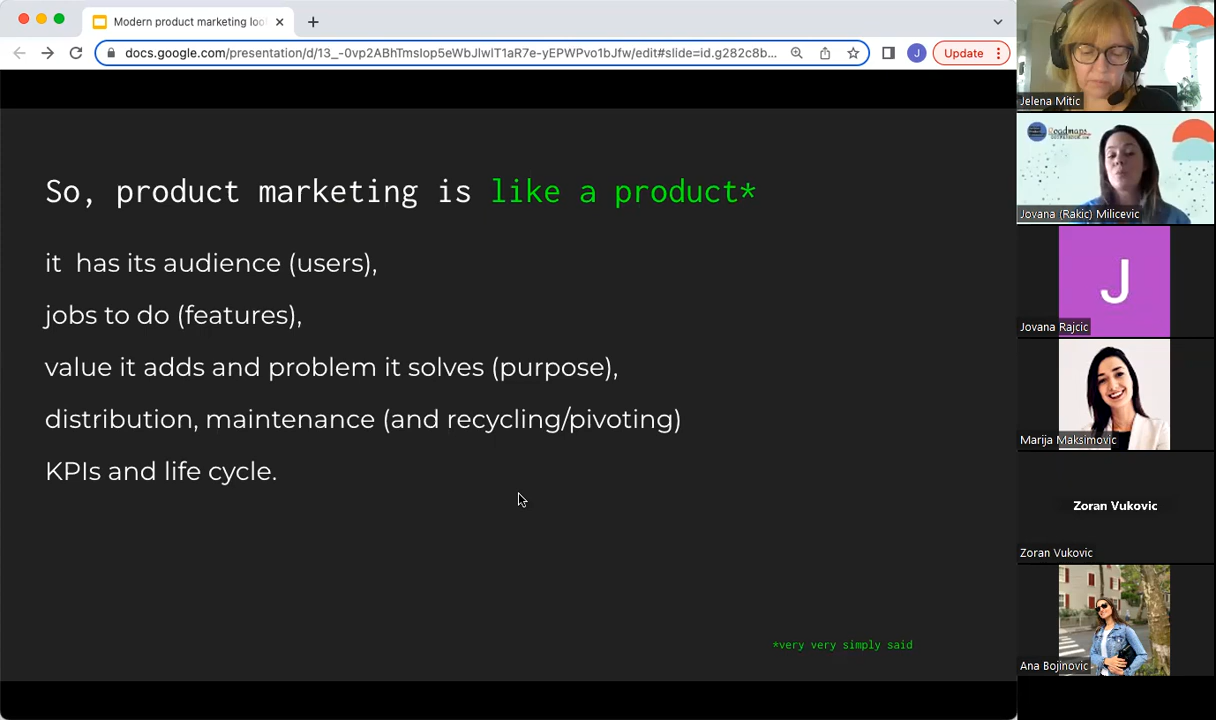 Modern product marketing loo
docs.google.com/presentation/d/13_-0vp2ABhTmsIop5eWbJlwIT1aR7e-yEPWPvo1bJfw/edit#slide=id.g282c8b...
J
Update
So, product marketing is like a product*
it has its audience (users),
jobs to do (features),
value it adds and problem it solves (purpose),
distribution, maintenance (and recycling/pivoting)
KPIs and life cycle.
*very very simply said
Jelena Mitic
Roadmaps
Jovana (Rakic) Milicevic
J
Jovana Rajcic
Marija Maksimovic
Zoran Vukovic
Zoran Vukovic
Ana Bojinovic